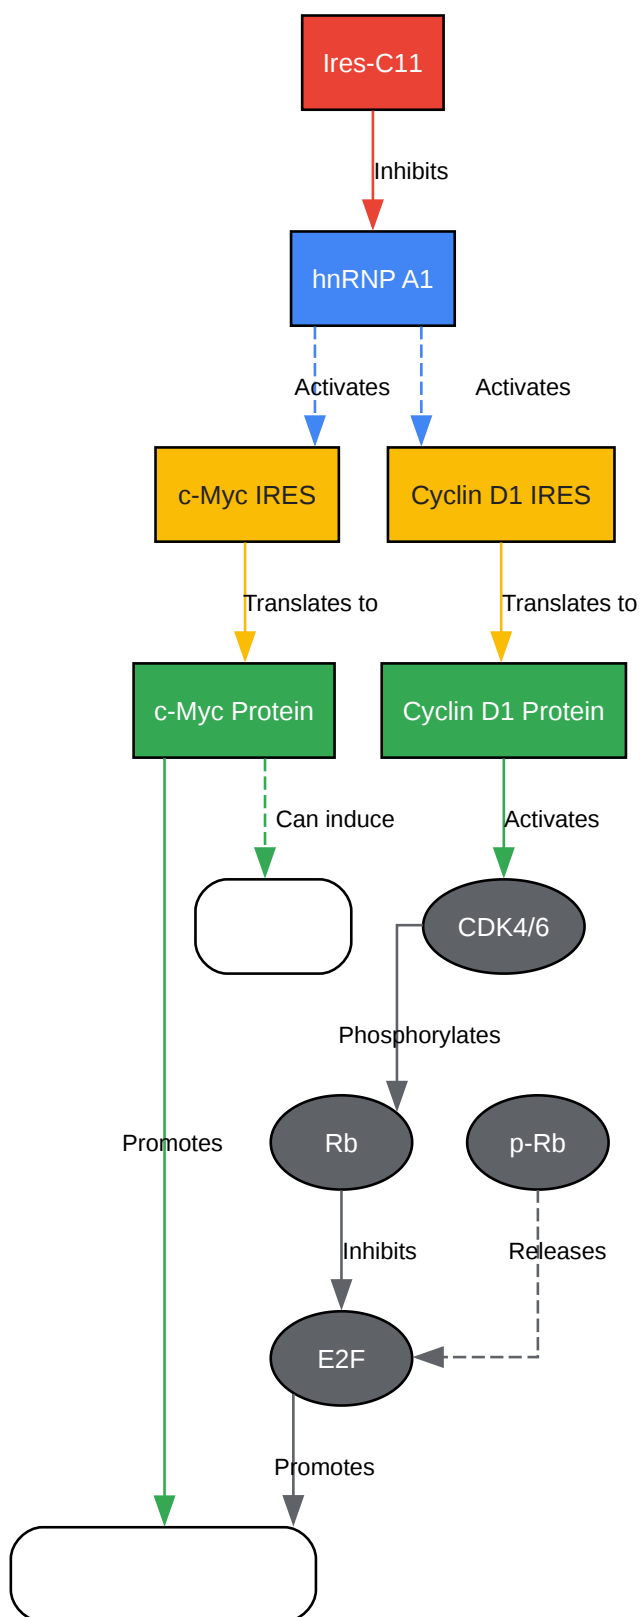 Ires-C11
Inhibits
hnRNP A1
Activates
Activates
c-Myc IRES
Cyclin D1 IRES
Translates to
Translates to
c-Myc Protein
Cyclin D1 Protein
Can induce
Activates
CDK4/6
Phosphorylates
Rb
p-Rb
Promotes
Inhibits
Releases
E2F
Promotes